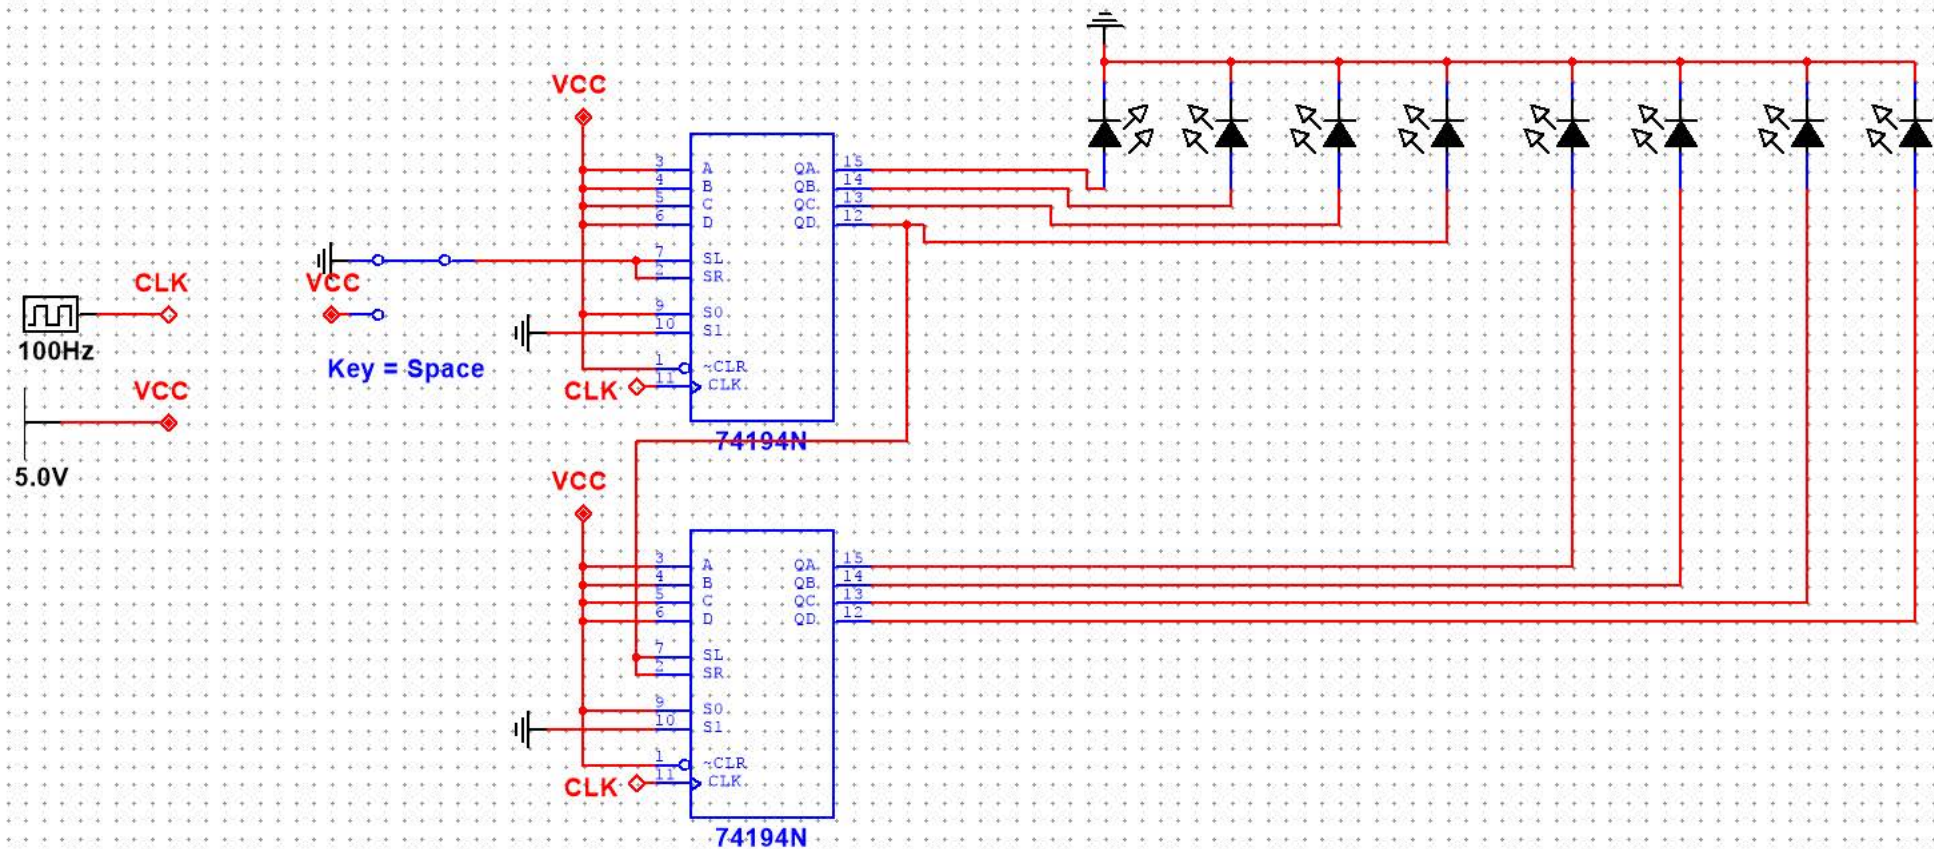 VCC
3 A QA 15
4 B QB 14
5 C QC 13
6 D QD 12
7 SL
2 SR
9 S0
10 S1
1 ~CLR
CLK 11 CLK
74194N
CLK
100Hz
VCC
5.0V
VCC
Key = Space
VCC
3 A QA 15
4 B QB 14
5 C QC 13
6 D QD 12
7 SL
2 SR
9 S0
10 S1
1 ~CLR
CLK 11 CLK
74194N